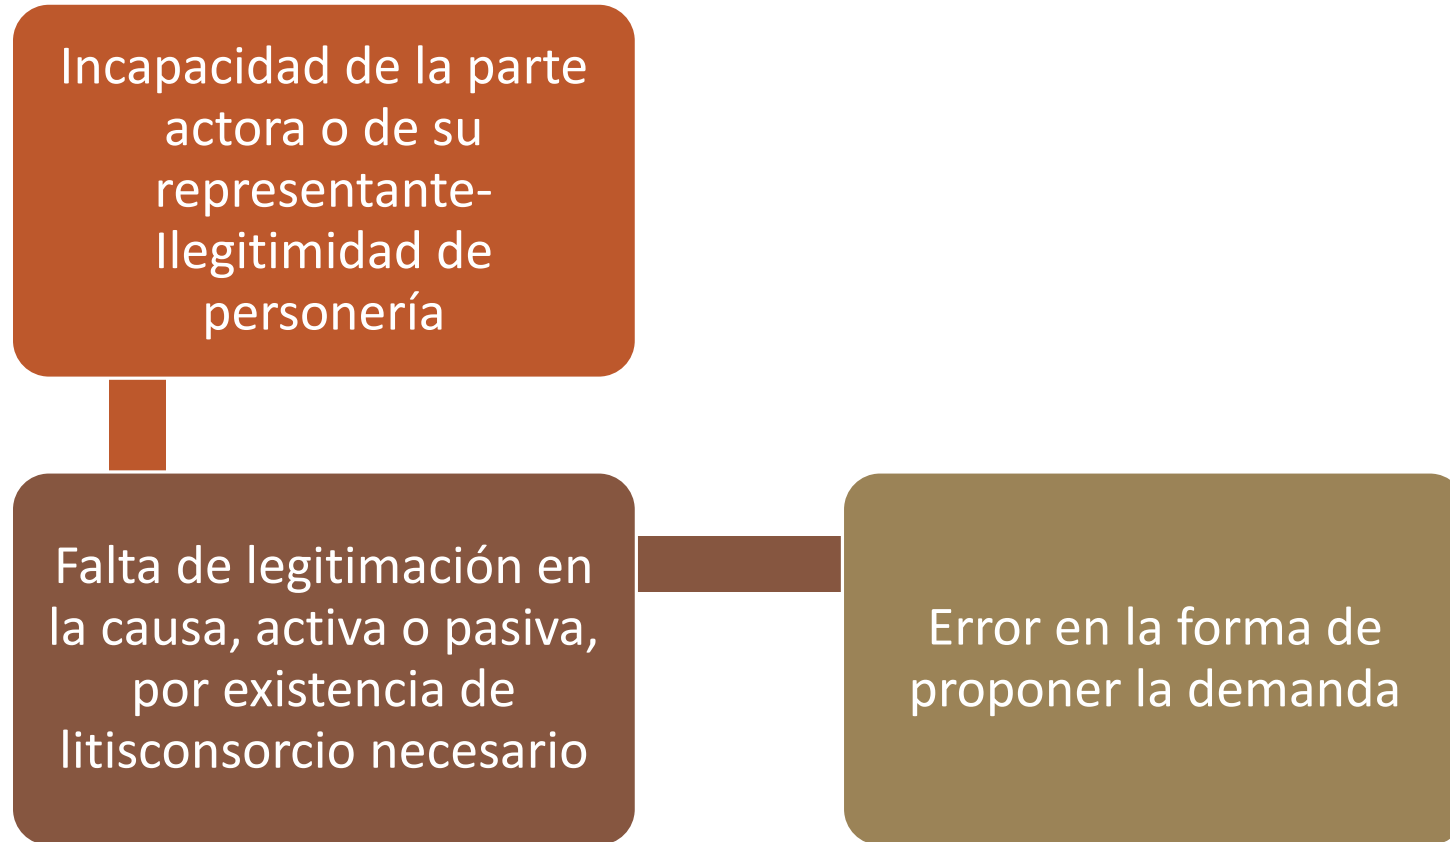 Incapacidad de la parte
actora o de su
representante-
Ilegitimidad de
personería
Falta de legitimación en
la causa, activa o pasiva,
por existencia de
litisconsorcio necesario
Error en la forma de
proponer la demanda